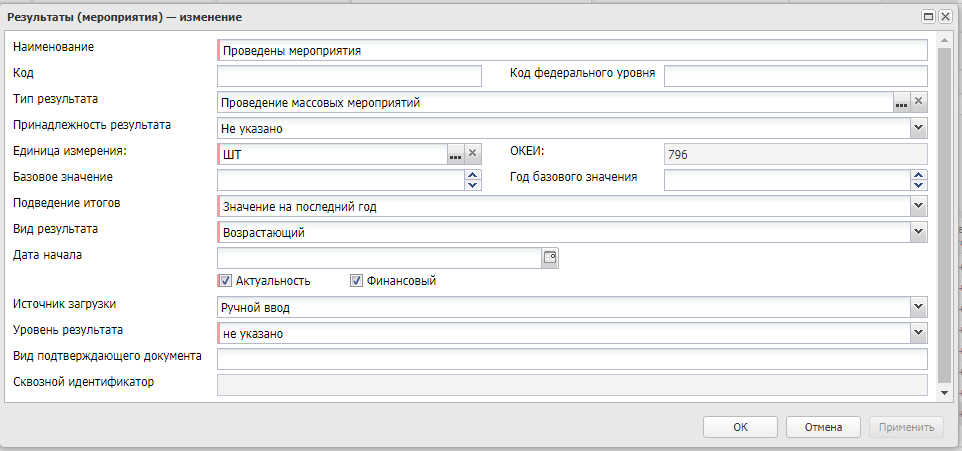 Результаты (мероприятия) — изменение
Наименование Проведены мероприятия
Код Код федерального уровня
Тип результата Проведение массовых мероприятий ...
Принадлежность результата Не указано
Единица измерения: ШТ ... ОКЕИ: 796
Базовое значение Год базового значения
Подведение итогов Значение на последний год
Вид результата Возрастающий
Дата начала
Актуальность Финансовый
Источник загрузки Ручной ввод
Уровень результата не указано
Вид подтверждающего документа
Сквозной идентификатор
ОК Отмена Применить